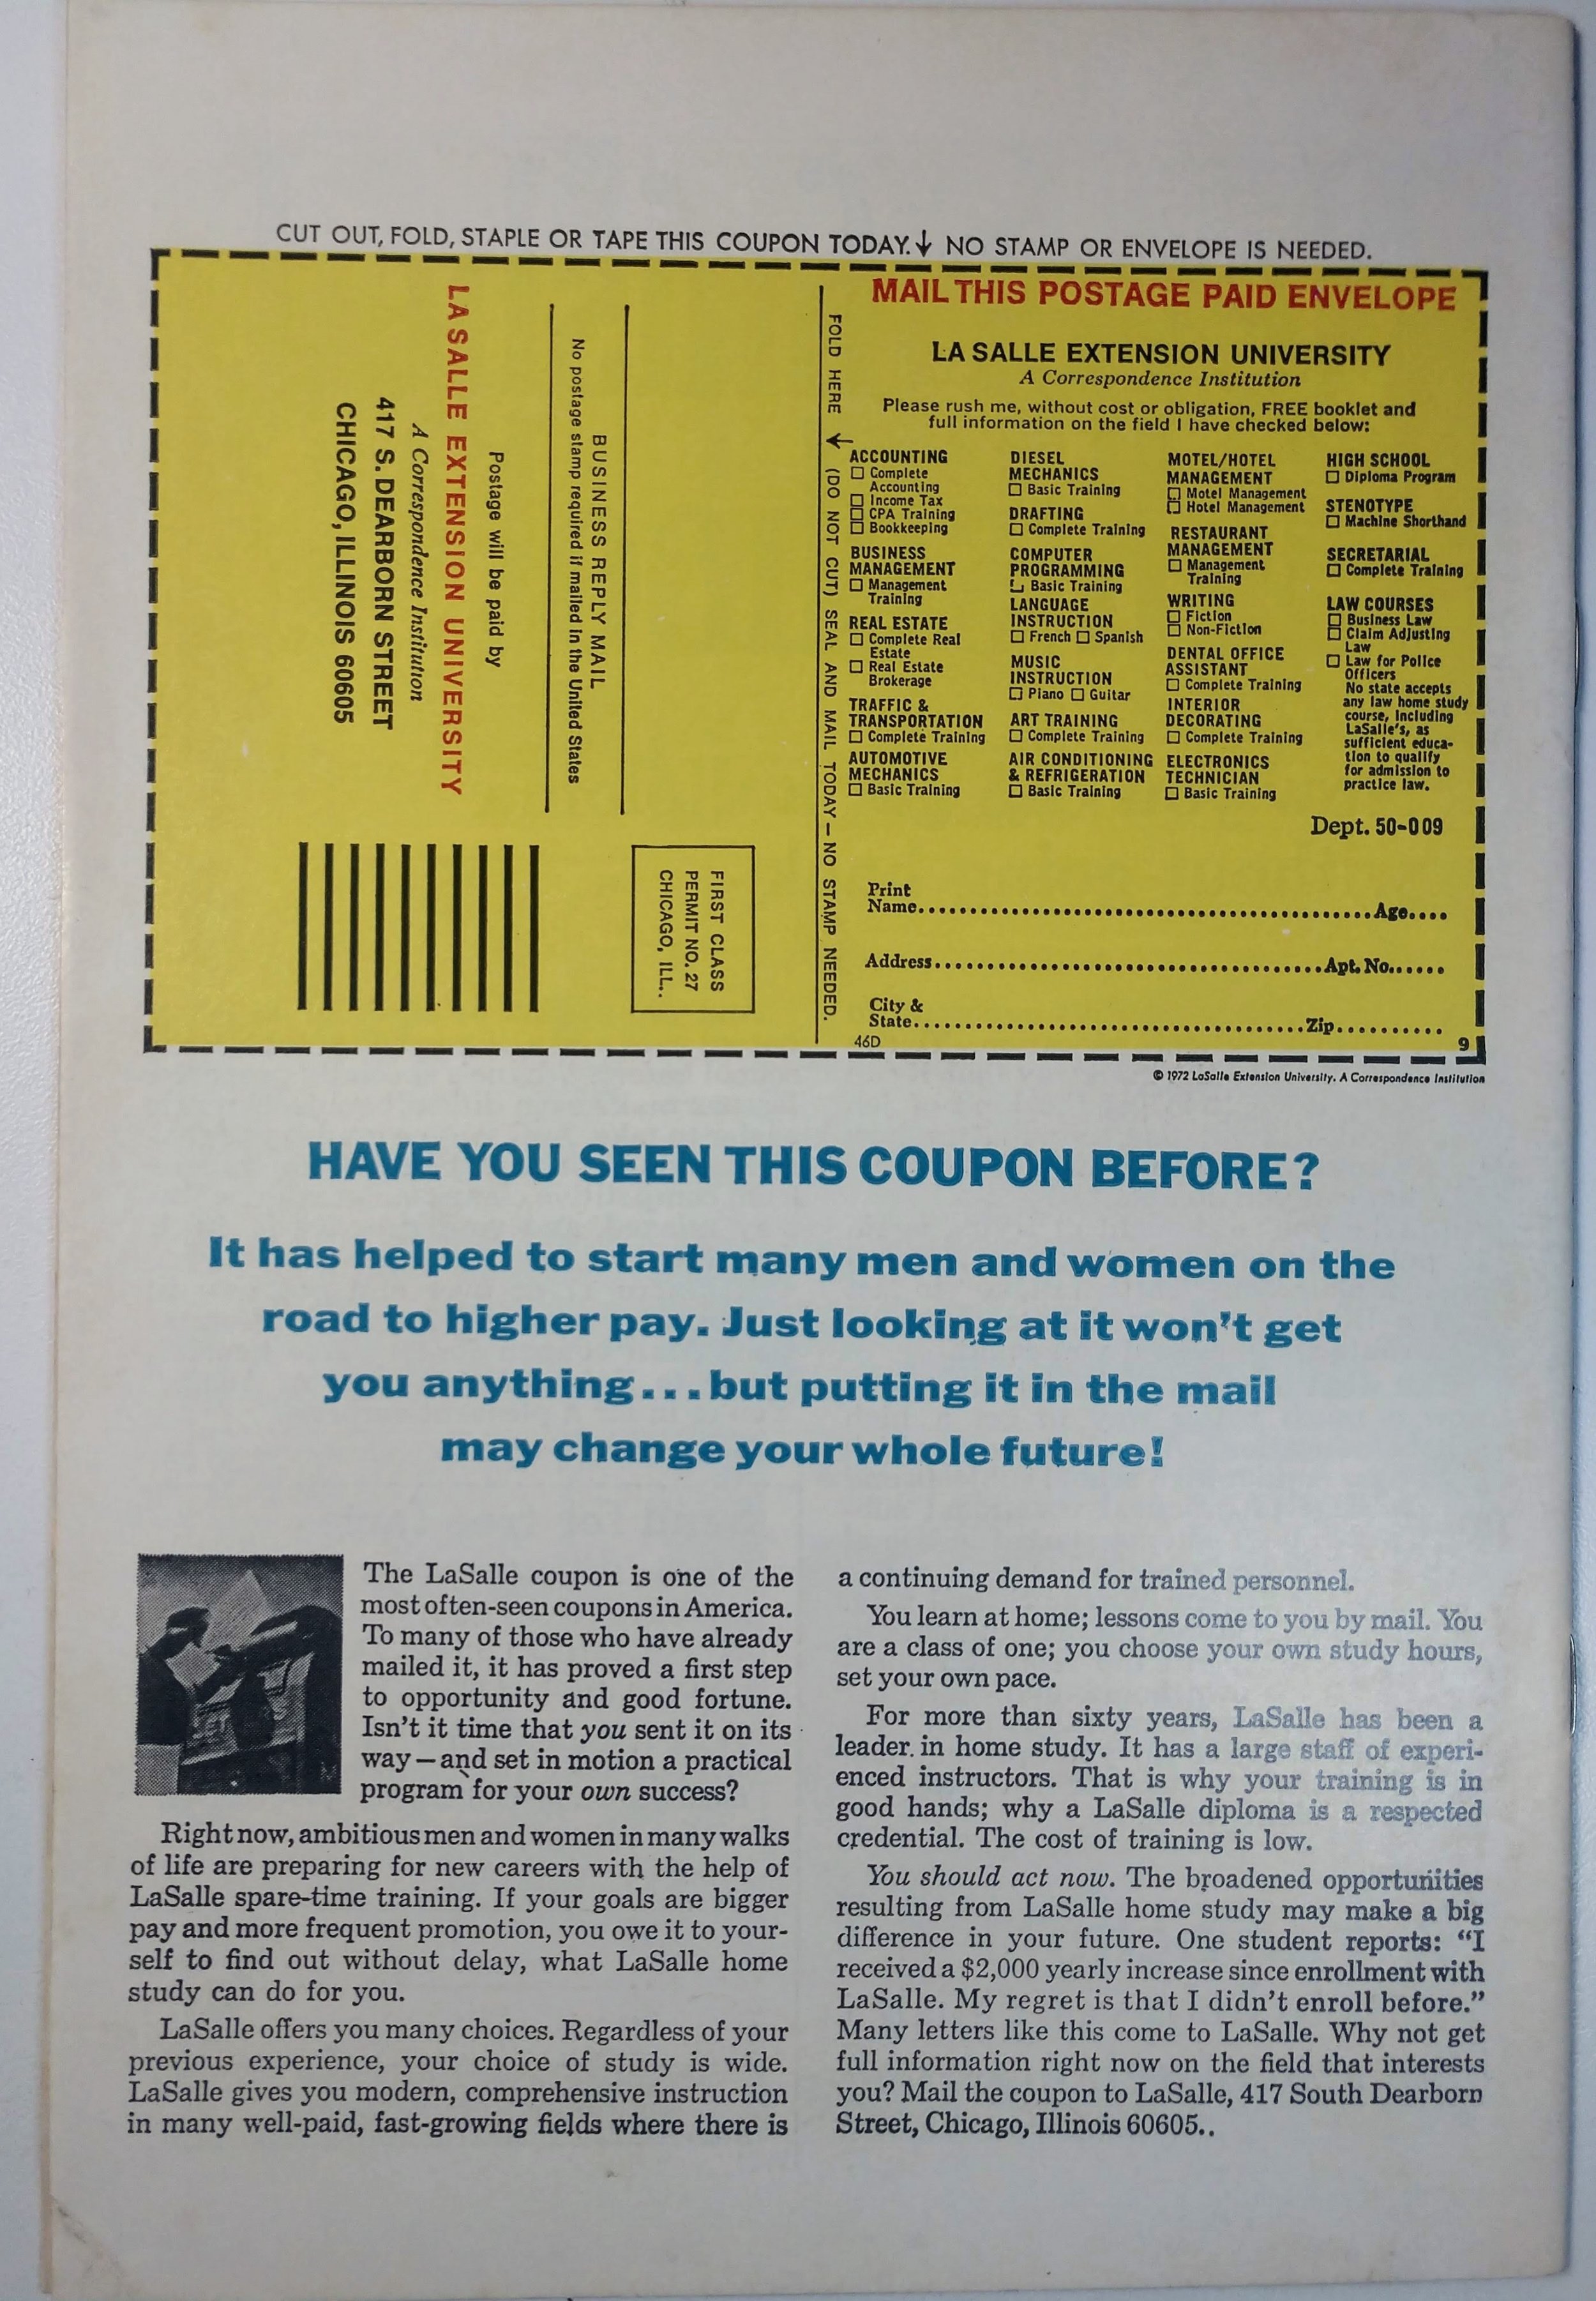 CUT OUT, FOLD, STAPLE OR TAPE THIS COUPON TODAY.↓ NO STAMP OR ENVELOPE IS NEEDED.
BUSINESS REPLY MAIL
No postage stamp required if mailed in the United States
Postage will be paid by
LA SALLE EXTENSION UNIVERSITY
A Correspondence Institution
417 S. DEARBORN STREET
CHICAGO, ILLINOIS 60605
FIRST CLASS
PERMIT NO. 27
CHICAGO, ILL..
FOLD HERE ↓ (DO NOT CUT) SEAL AND MAIL TODAY — NO STAMP NEEDED.
MAIL THIS POSTAGE PAID ENVELOPE
LA SALLE EXTENSION UNIVERSITY
A Correspondence Institution
Please rush me, without cost or obligation, FREE booklet and
full information on the field I have checked below:
ACCOUNTING
☐ Complete
Accounting
☐ Income Tax
☐ CPA Training
☐ Bookkeeping
BUSINESS
MANAGEMENT
☐ Management
Training
REAL ESTATE
☐ Complete Real
Estate
☐ Real Estate
Brokerage
TRAFFIC &
TRANSPORTATION
☐ Complete Training
AUTOMOTIVE
MECHANICS
☐ Basic Training
DIESEL
MECHANICS
☐ Basic Training
DRAFTING
☐ Complete Training
COMPUTER
PROGRAMMING
☐ Basic Training
LANGUAGE
INSTRUCTION
☐ French ☐ Spanish
MUSIC
INSTRUCTION
☐ Piano ☐ Guitar
ART TRAINING
☐ Complete Training
AIR CONDITIONING
& REFRIGERATION
☐ Basic Training
MOTEL/HOTEL
MANAGEMENT
☐ Motel Management
☐ Hotel Management
RESTAURANT
MANAGEMENT
☐ Management
Training
WRITING
☐ Fiction
☐ Non-Fiction
DENTAL OFFICE
ASSISTANT
☐ Complete Training
INTERIOR
DECORATING
☐ Complete Training
ELECTRONICS
TECHNICIAN
☐ Basic Training
HIGH SCHOOL
☐ Diploma Program
STENOTYPE
☐ Machine Shorthand
SECRETARIAL
☐ Complete Training
LAW COURSES
☐ Business Law
☐ Claim Adjusting
Law
☐ Law for Police
Officers
No state accepts
any law home study
course, including
LaSalle's, as
sufficient educa-
tion to qualify
for admission to
practice law.
Dept. 50-009
Print
Name........................................Age....
Address........................................Apt. No......
City &
State........................................Zip..........
46D
9
© 1972 LaSalle Extension University. A Correspondence Institution
HAVE YOU SEEN THIS COUPON BEFORE?
It has helped to start many men and women on the
road to higher pay. Just looking at it won't get
you anything...but putting it in the mail
may change your whole future!
The LaSalle coupon is one of the
most often-seen coupons in America.
To many of those who have already
mailed it, it has proved a first step
to opportunity and good fortune.
Isn't it time that you sent it on its
way — and set in motion a practical
program for your own success?
Right now, ambitious men and women in many walks
of life are preparing for new careers with the help of
LaSalle spare-time training. If your goals are bigger
pay and more frequent promotion, you owe it to your-
self to find out without delay, what LaSalle home
study can do for you.
LaSalle offers you many choices. Regardless of your
previous experience, your choice of study is wide.
LaSalle gives you modern, comprehensive instruction
in many well-paid, fast-growing fields where there is
a continuing demand for trained personnel.
You learn at home; lessons come to you by mail. You
are a class of one; you choose your own study hours,
set your own pace.
For more than sixty years, LaSalle has been a
leader in home study. It has a large staff of experi-
enced instructors. That is why your training is in
good hands; why a LaSalle diploma is a respected
credential. The cost of training is low.
You should act now. The broadened opportunities
resulting from LaSalle home study may make a big
difference in your future. One student reports: “I
received a $2,000 yearly increase since enrollment with
LaSalle. My regret is that I didn't enroll before.”
Many letters like this come to LaSalle. Why not get
full information right now on the field that interests
you? Mail the coupon to LaSalle, 417 South Dearborn
Street, Chicago, Illinois 60605..